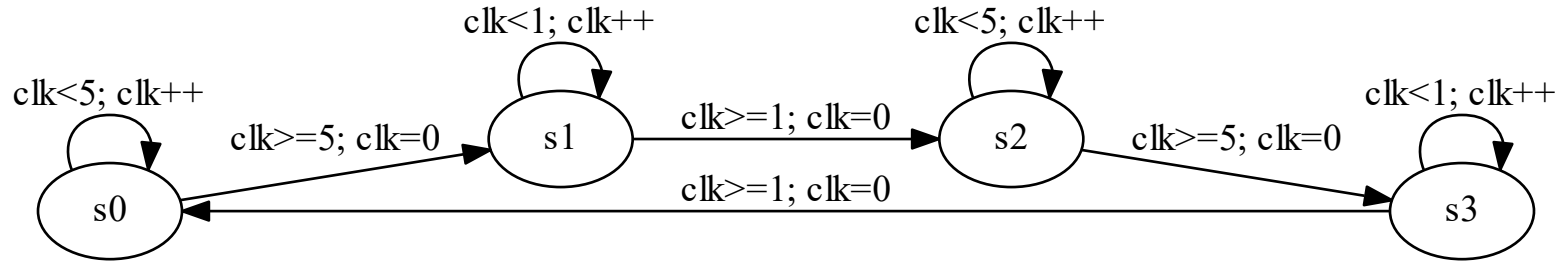 clk<1; clk++
clk<5; clk++
clk<5; clk++
clk<1; clk++
clk>=5; clk=0
clk>=1; clk=0
clk>=5; clk=0
s1
s2
clk>=1; clk=0
s0
s3